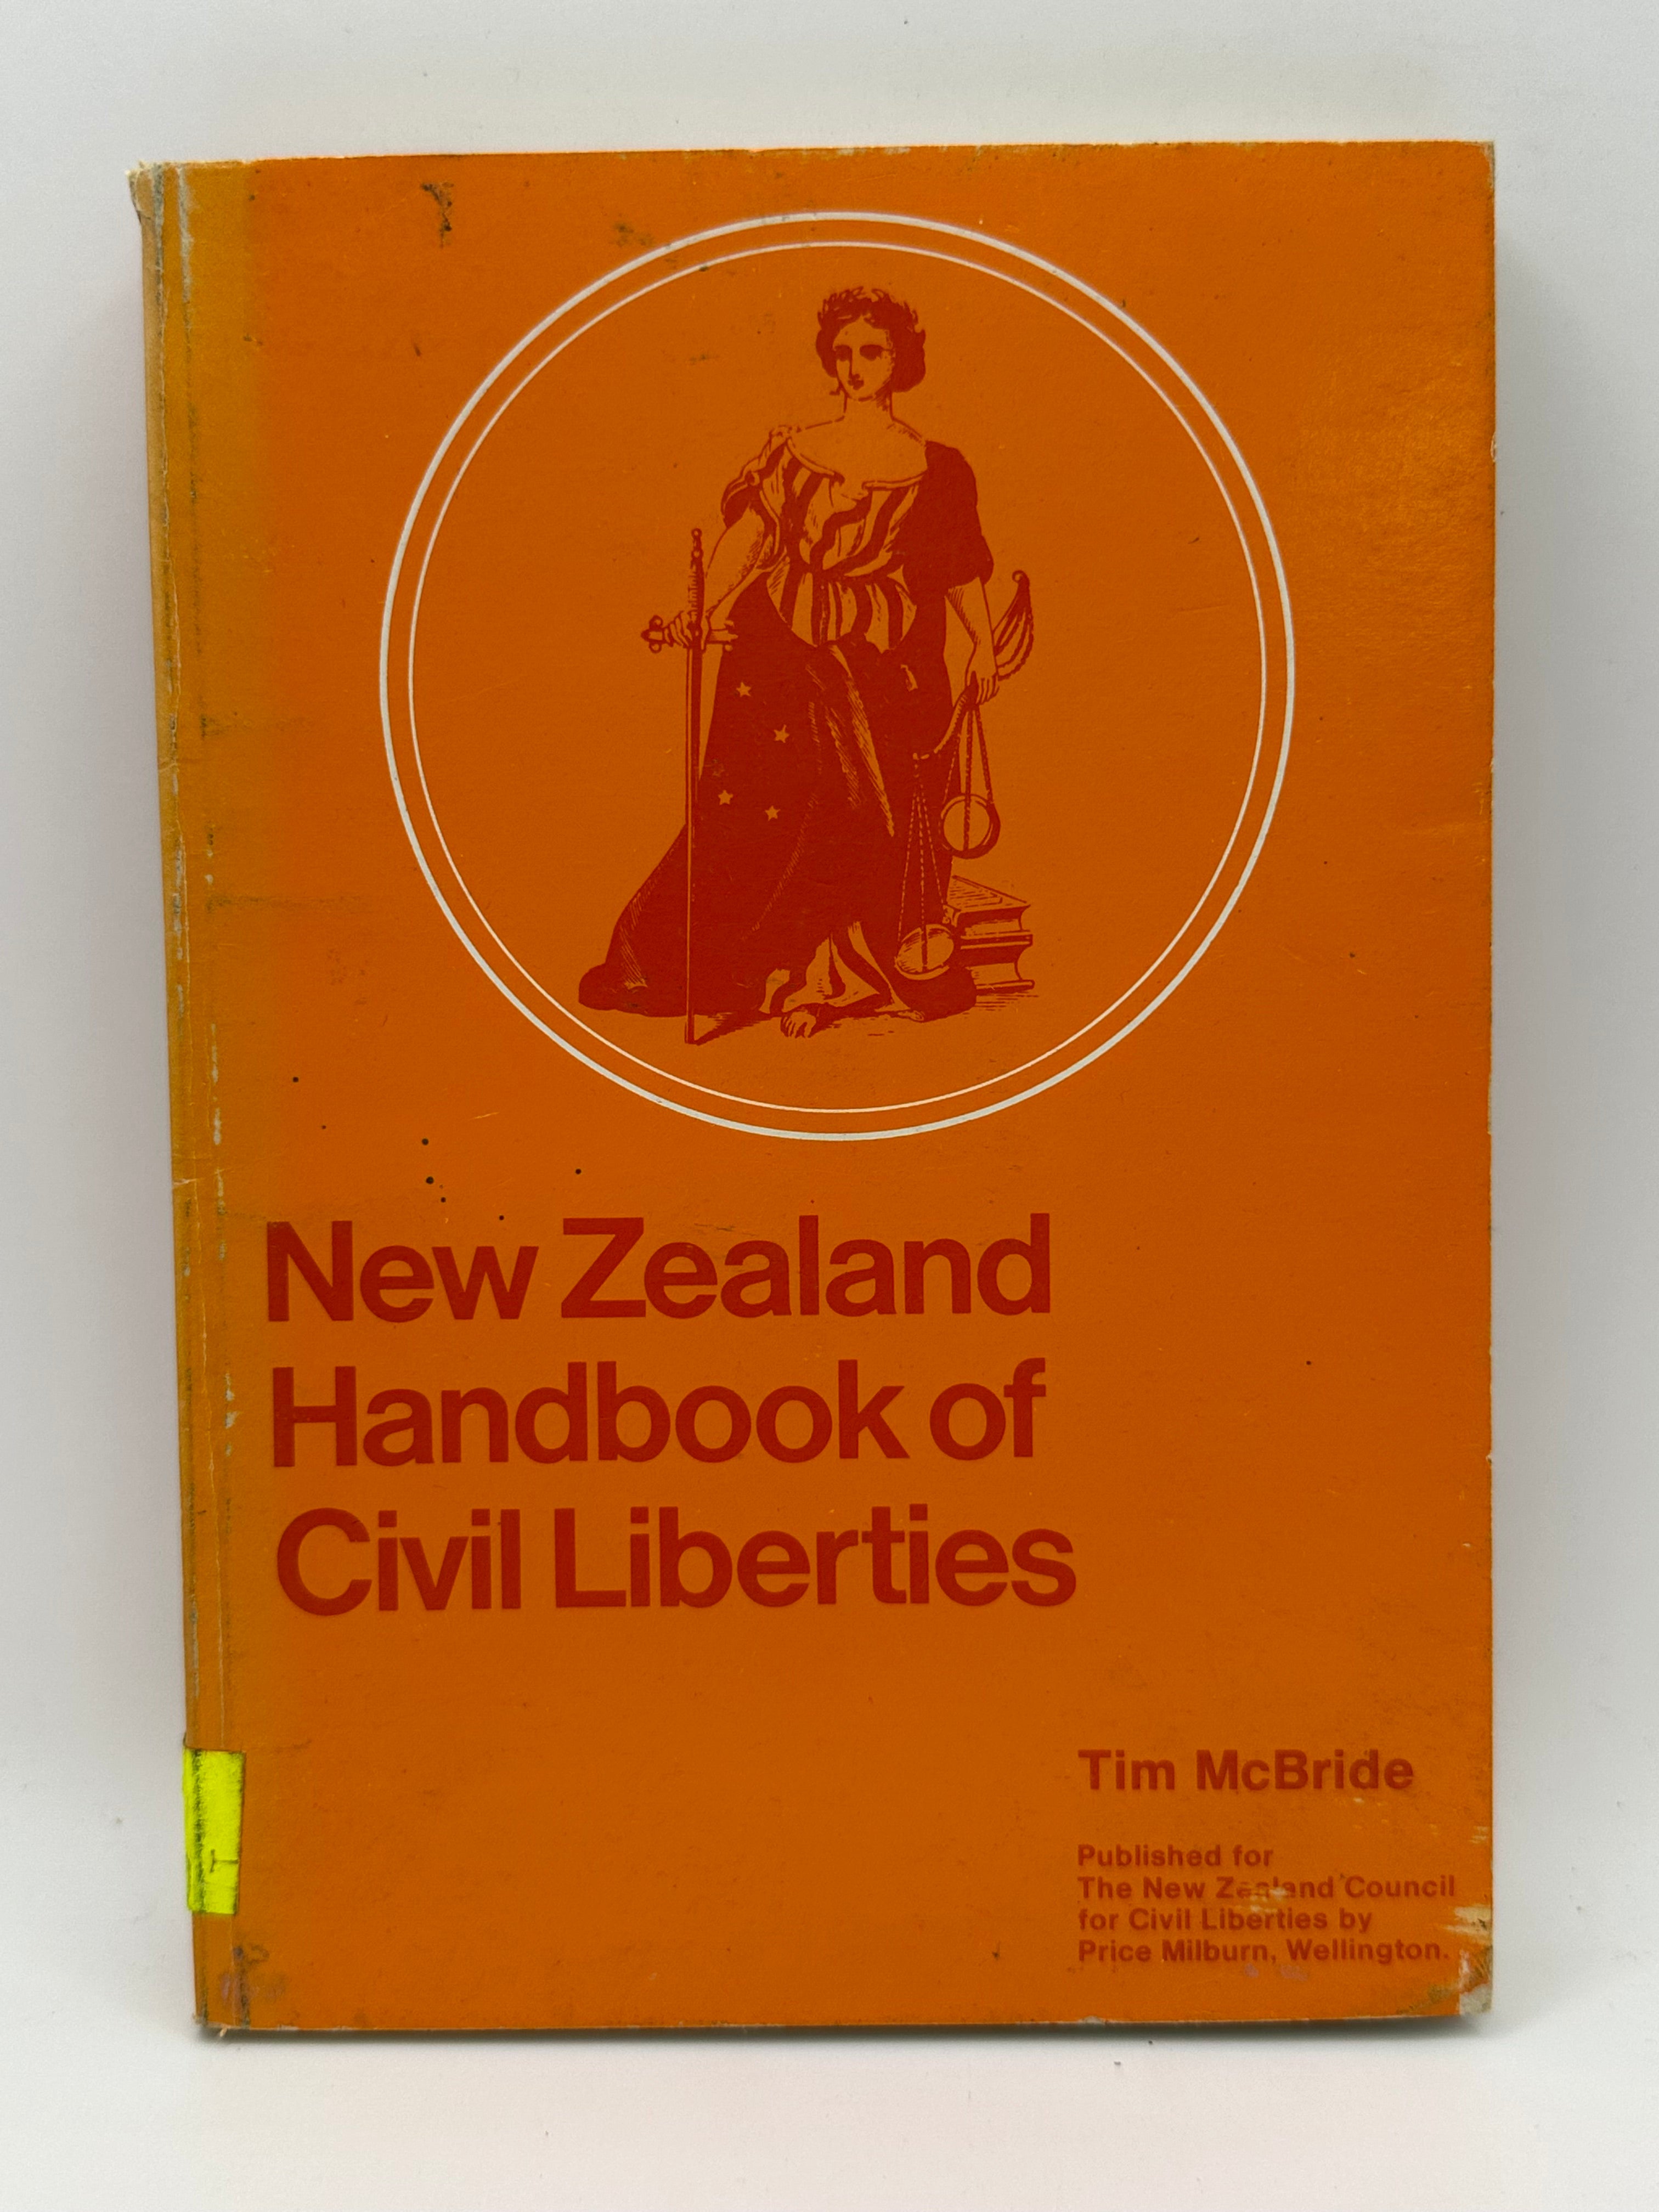 New Zealand
Handbook of
Civil Liberties
Tim McBride
Published for
The New Zealand Council
for Civil Liberties by
Price Milburn, Wellington.
T